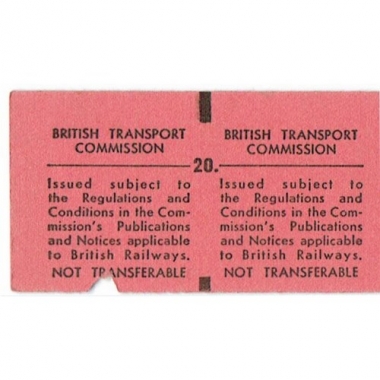 BRITISH TRANSPORT
COMMISSION
Issued subject to
the Regulations and
Conditions in the Com-
mission's Publications
and Notices applicable
to British Railways.
NOT TRANSFERABLE
20.
BRITISH TRANSPORT
COMMISSION
Issued subject to
the Regulations and
Conditions in the Com-
mission's Publications
and Notices applicable
to British Railways.
NOT TRANSFERABLE